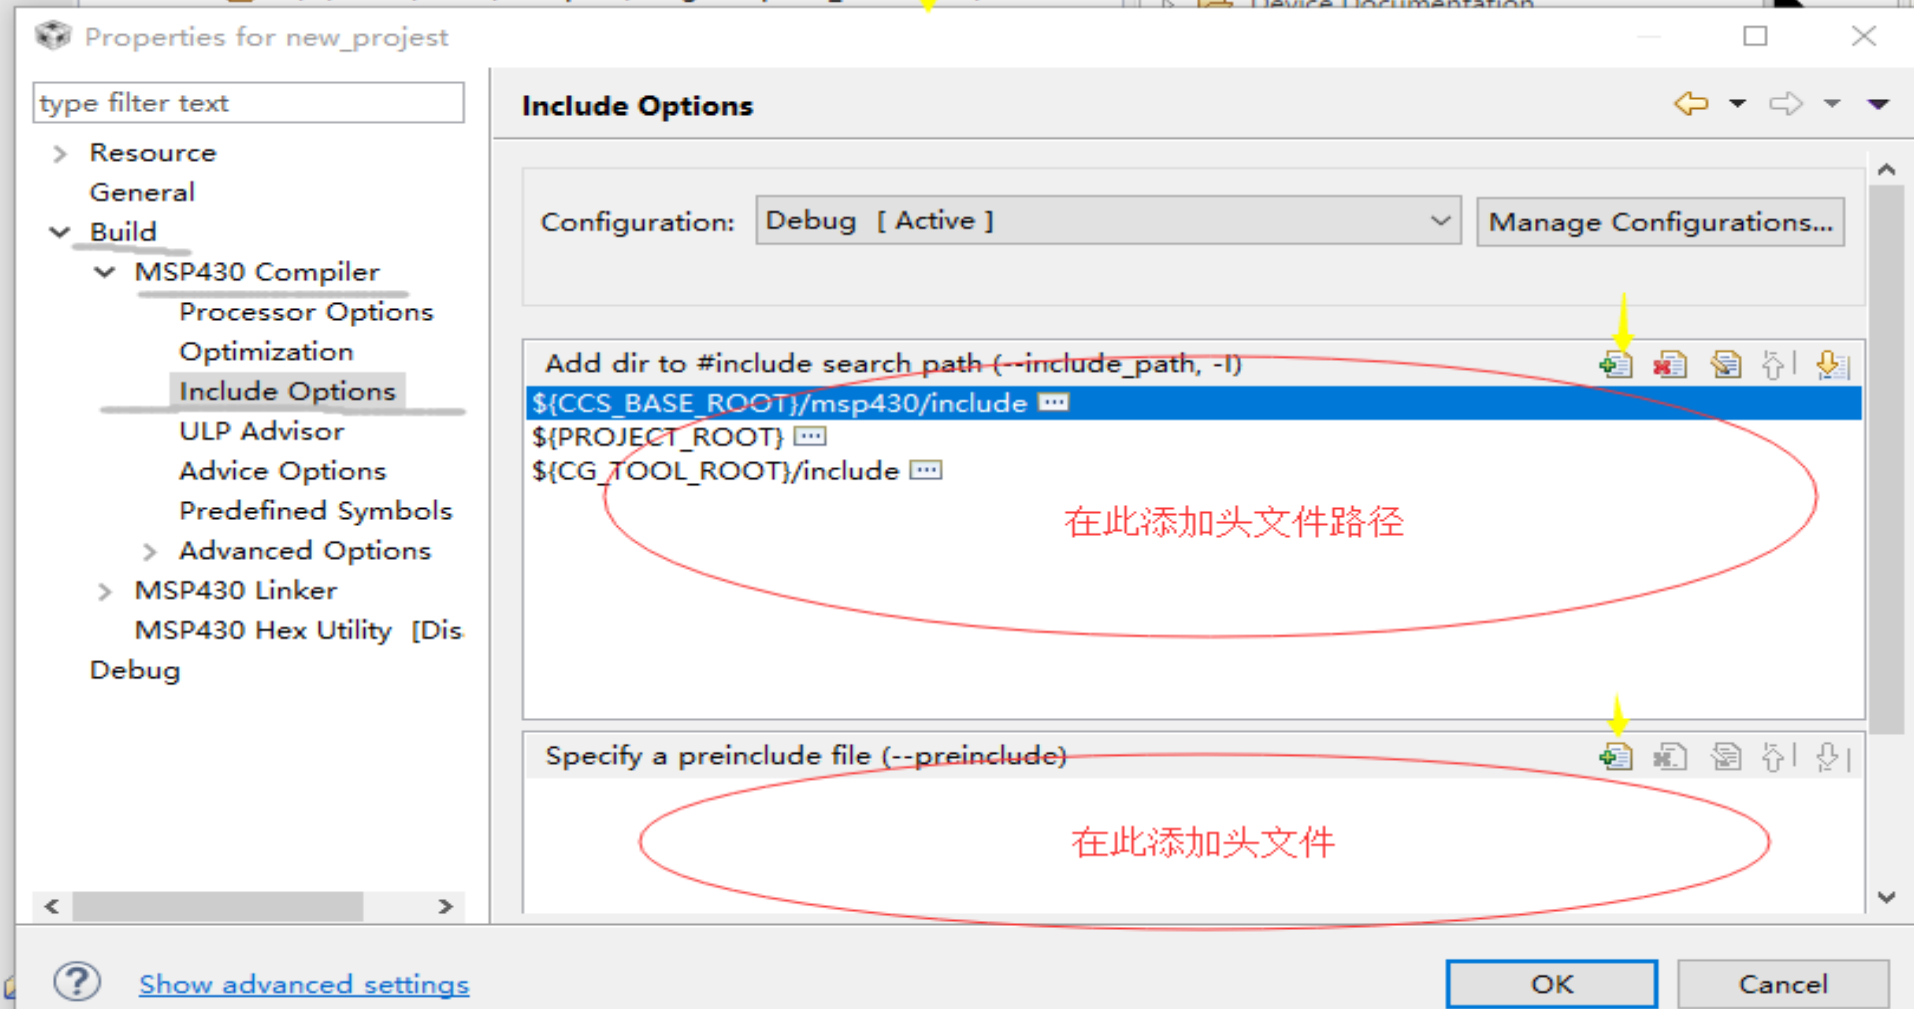 Device Documentation
Properties for new_projest
type filter text
Resource
General
Build
MSP430 Compiler
Processor Options
Optimization
Include Options
ULP Advisor
Advice Options
Predefined Symbols
Advanced Options
MSP430 Linker
MSP430 Hex Utility [Dis
Debug
Include Options
Configuration:
Debug [ Active ]
Manage Configurations...
Add dir to #include search path (--include_path, -I)
${CCS_BASE_ROOT}/msp430/include
${PROJECT_ROOT}
${CG_TOOL_ROOT}/include
在此添加头文件路径
Specify a preinclude file (--preinclude)
在此添加头文件
Show advanced settings
OK
Cancel